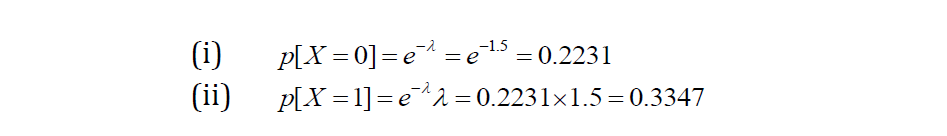 (i) p[X = 0] = e^{-λ} = e^{-1.5} = 0.2231
(ii) p[X = 1] = e^{-λ} λ = 0.2231 × 1.5 = 0.3347